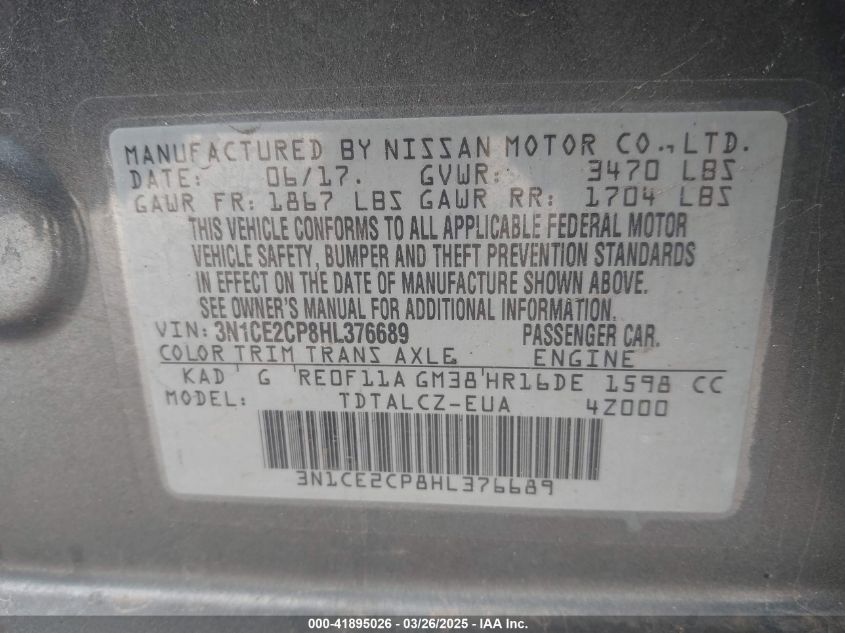 MANUFACTURED BY NISSAN MOTOR CO., LTD.
DATE: 06/17. GVWR: 3470 LBS
GAWR FR: 1867 LBS GAWR RR: 1704 LBS
THIS VEHICLE CONFORMS TO ALL APPLICABLE FEDERAL MOTOR
VEHICLE SAFETY, BUMPER AND THEFT PREVENTION STANDARDS
IN EFFECT ON THE DATE OF MANUFACTURE SHOWN ABOVE.
SEE OWNER'S MANUAL FOR ADDITIONAL INFORMATION.
VIN: 3N1CE2CP8HL376689 PASSENGER CAR.
COLOR TRIM TRANS AXLE ENGINE
KAD G RE0F11A GM38 HR16DE 1598 CC
MODEL: TDTALCZ-EUA 4Z000
3N1CE2CP8HL376689
000-41895026 - 03/26/2025 - IAA Inc.